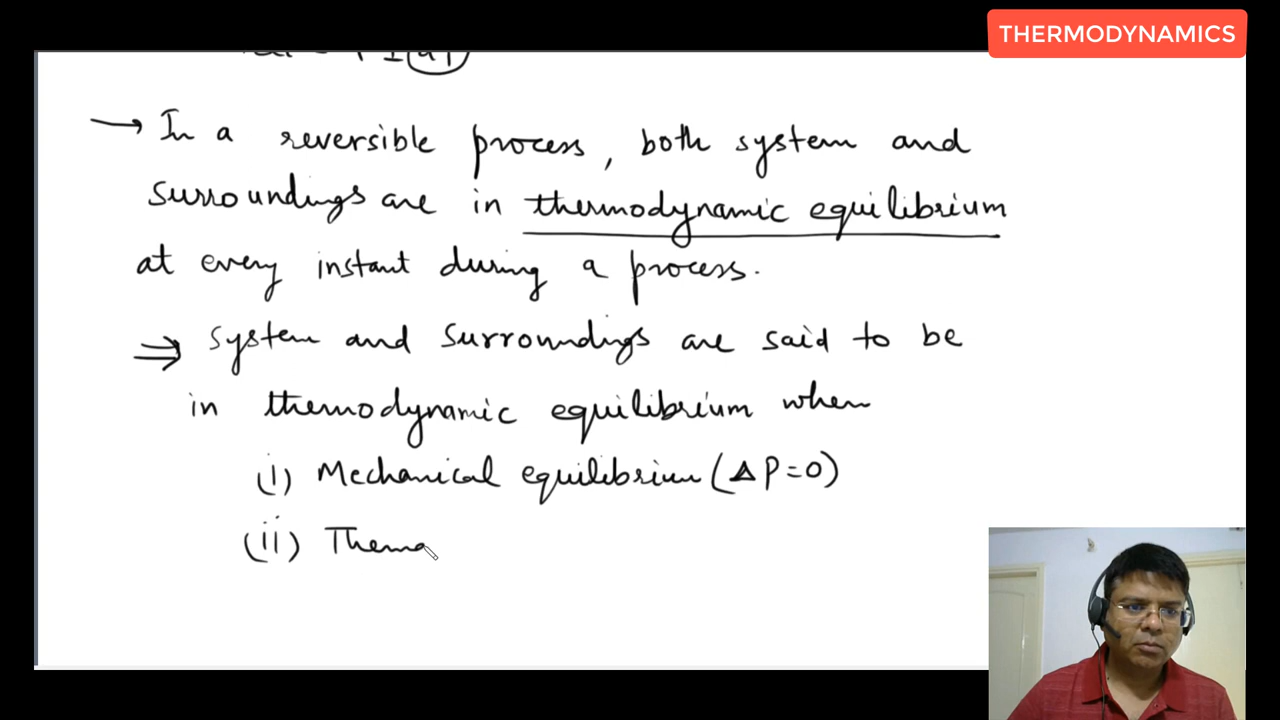 THERMODYNAMICS
→ In a reversible process, both system and
surroundings are in thermodynamic equilibrium
at every instant during a process.
⇒ System and surroundings are said to be
in thermodynamic equilibrium when
(i) Mechanical equilibrium (ΔP=0)
(ii) Therma